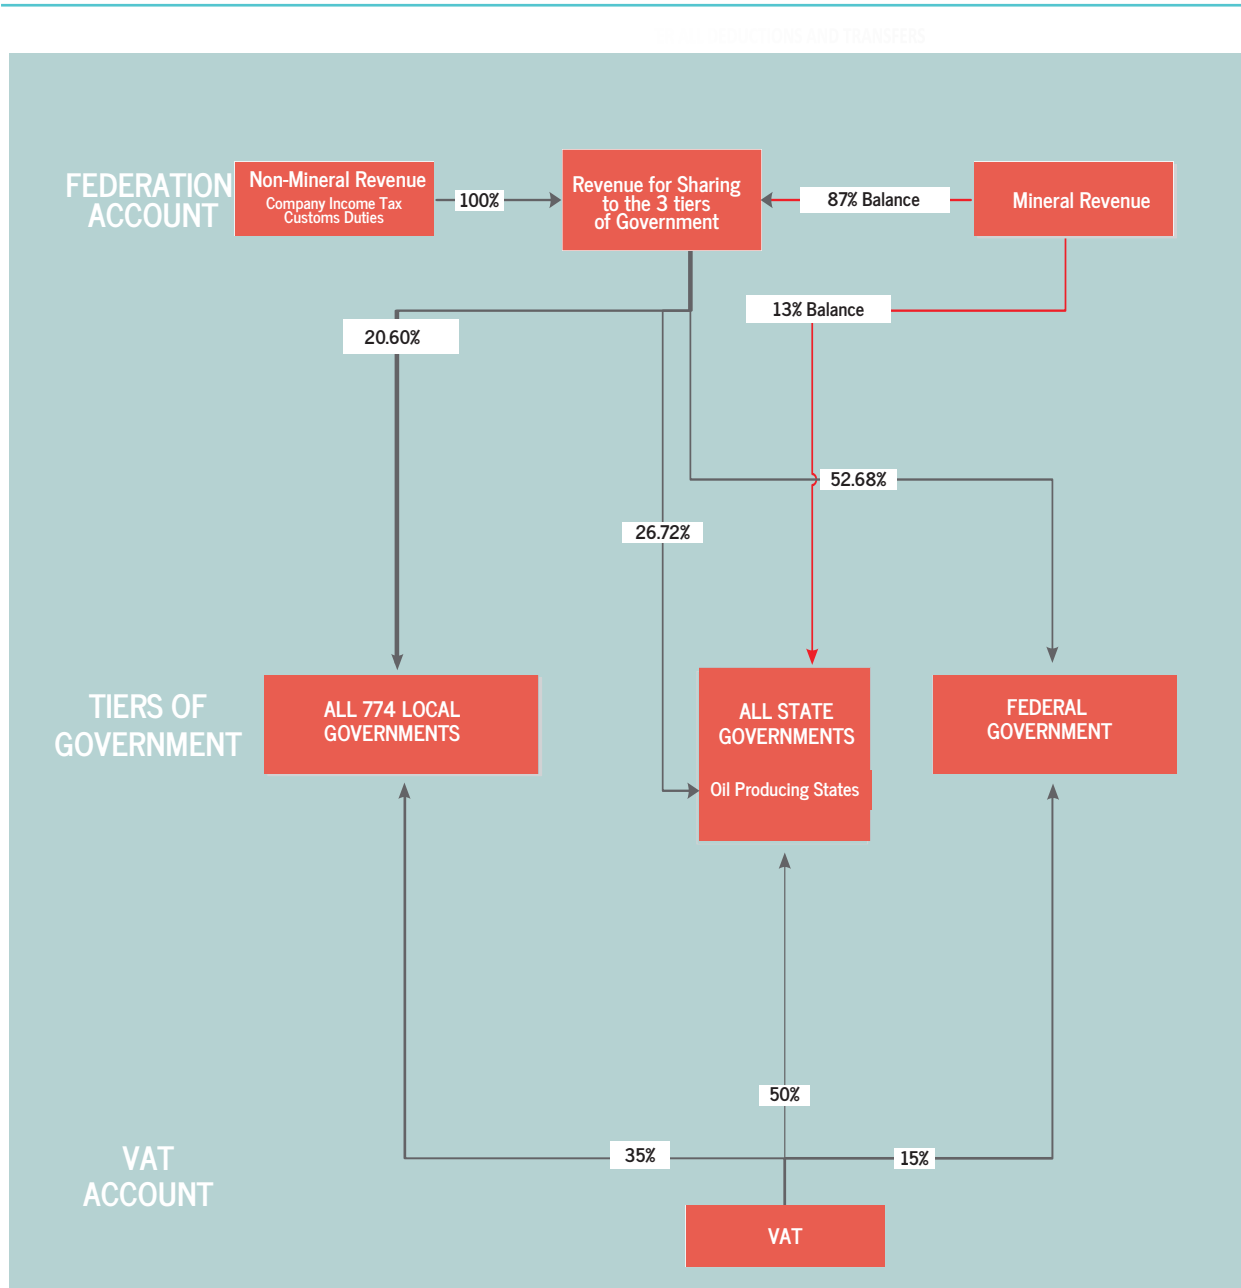 AND TRANSFERS
FEDERATION
ACCOUNT
Non-Mineral Revenue
Company Income Tax
Customs Duties
100%
Revenue for Sharing
to the 3 tiers
of Government
87% Balance
Mineral Revenue
13% Balance
20.60%
52.68%
26.72%
TIERS OF
GOVERNMENT
ALL 774 LOCAL
GOVERNMENTS
ALL STATE
GOVERNMENTS
Oil Producing States
FEDERAL
GOVERNMENT
50%
35%
15%
VAT
ACCOUNT
VAT